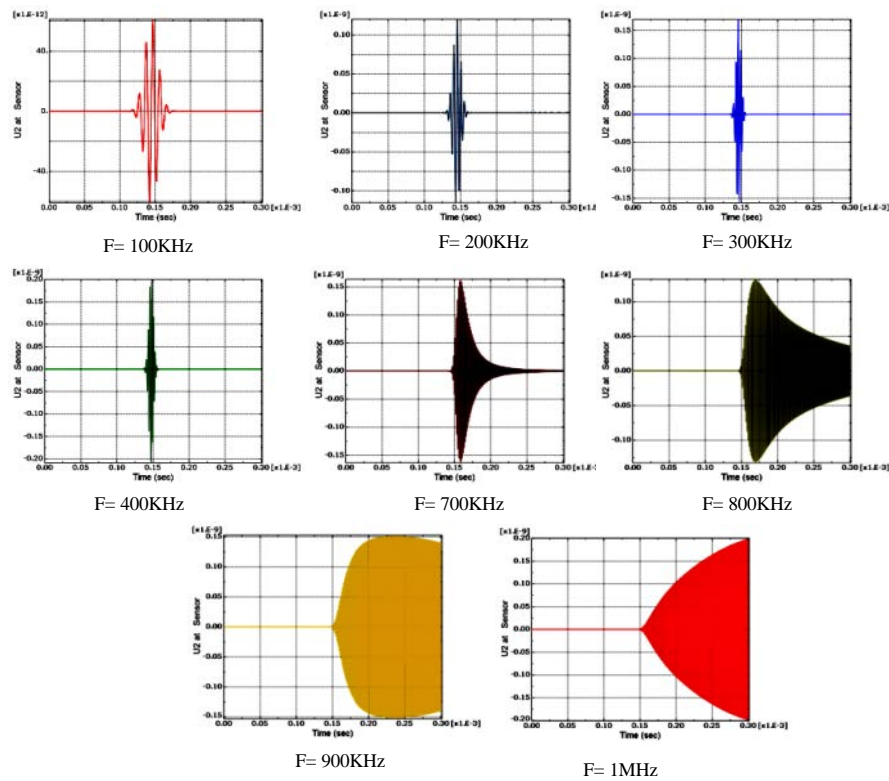 [x1.E-12]
40.
0.
-40.
U2 at Sensor
0.00 0.05 0.10 0.15 0.20 0.25 0.30 [x1.E-3]
Time (sec)
F= 100KHz
[x1.E-9]
0.10
0.05
0.00
-0.05
-0.10
U2 at Sensor
0.00 0.05 0.10 0.15 0.20 0.25 0.30 [x1.
Time (sec)
F= 200KHz
[x1.E-9]
0.15
0.10
0.05
0.00
-0.05
-0.10
-0.15
U2 at Sensor
0.00 0.05 0.10 0.15 0.20 0.25 0.30 [x1.E-3]
Time (sec)
F= 300KHz
[x1.E-9]
0.20
0.15
0.10
0.05
0.00
-0.05
-0.10
-0.15
-0.20
U2 at Sensor
0.00 0.05 0.10 0.15 0.20 0.25 0.30
[x1.E-3]
Time (sec)
F= 400KHz
[x1.E-9]
0.15
0.10
0.05
0.00
-0.05
-0.10
-0.15
U2 at Sensor
0.00 0.05 0.10 0.15 0.20 0.25 0.30
[x1.E-3]
Time (sec)
F= 700KHz
[x1.E-9]
0.10
0.05
0.00
-0.05
-0.10
U2 at Sensor
0.00 0.05 0.10 0.15 0.20 0.25 0.30
[x1.E-3]
Time (sec)
F= 800KHz
[x1.E-9]
0.15
0.10
0.05
0.00
-0.05
-0.10
-0.15
U2 at Sensor
0.00 0.05 0.10 0.15 0.20 0.25 0.30
[x1.E-3]
Time (sec)
F= 900KHz
[x1.E-9]
0.20
0.15
0.10
0.05
0.00
-0.05
-0.10
-0.15
-0.20
U2 at Sensor
0.00 0.05 0.10 0.15 0.20 0.25 0.30
[x1.E-3]
Time (sec)
F= 1MHz